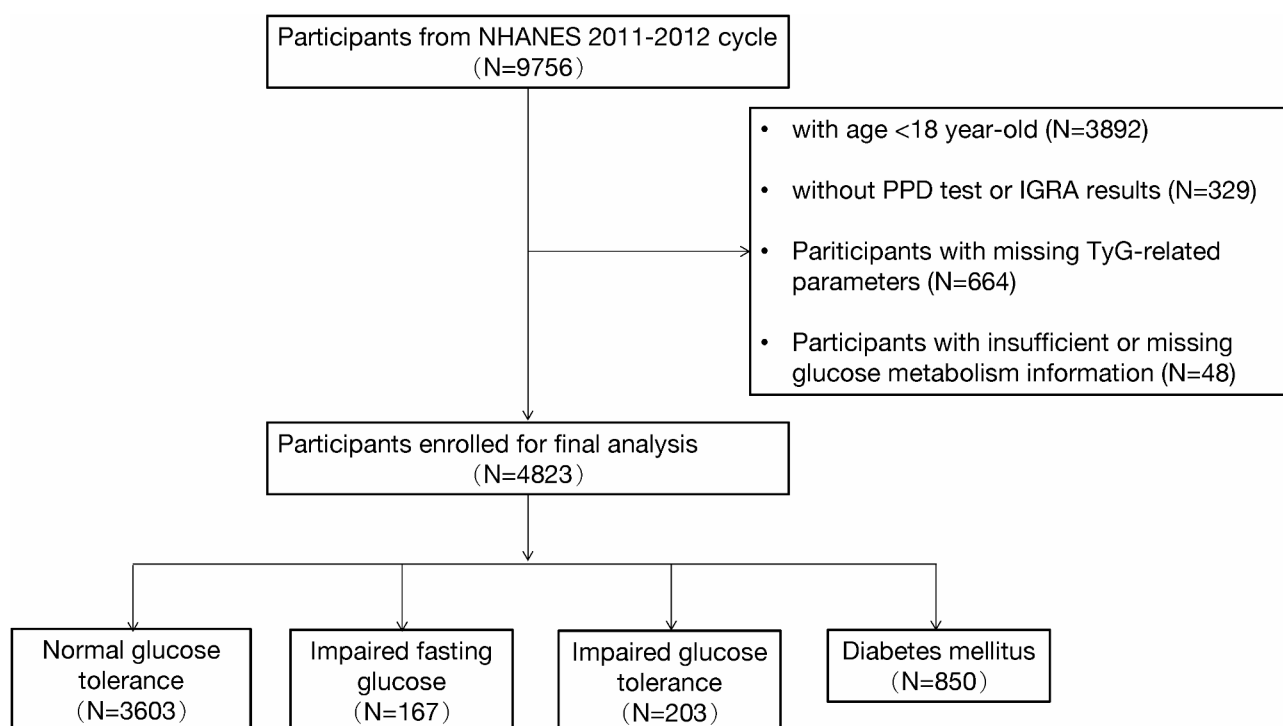 Participants from NHANES 2011-2012 cycle
（N=9756）
• with age <18 year-old (N=3892)
• without PPD test or IGRA results (N=329)
• Pariticipants with missing TyG-related
parameters (N=664)
• Participants with insufficient or missing
glucose metabolism information (N=48)
Participants enrolled for final analysis
（N=4823）
Normal glucose
tolerance
（N=3603）
Impaired fasting
glucose
（N=167）
Impaired glucose
tolerance
（N=203）
Diabetes mellitus
（N=850）